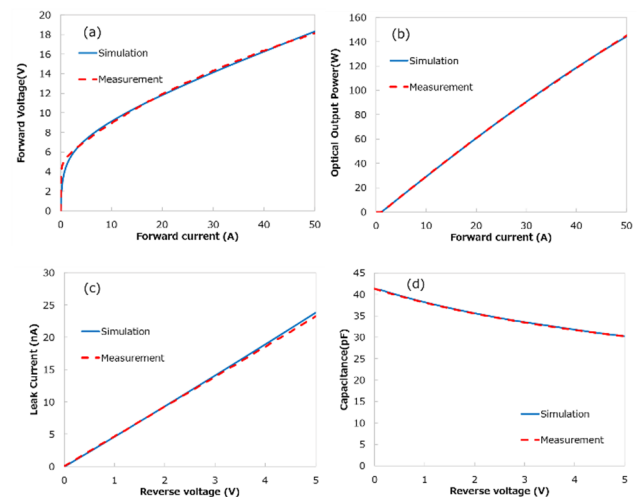 (a)
Simulation
Measurement
Forward Voltage(V)
20
18
16
14
12
10
8
6
4
2
0
0 10 20 30 40 50
Forward current (A)
(b)
Simulation
Measurement
Optical Output Power(W)
160
140
120
100
80
60
40
20
0
0 10 20 30 40 50
Forward current (A)
(c)
Simulation
Measurement
Leak Current (nA)
30
25
20
15
10
5
0
0 1 2 3 4 5
Reverse voltage (V)
(d)
Simulation
Measurement
Capacitance(pF)
45
40
35
30
25
20
15
10
5
0
0 1 2 3 4 5
Reverse voltage (V)